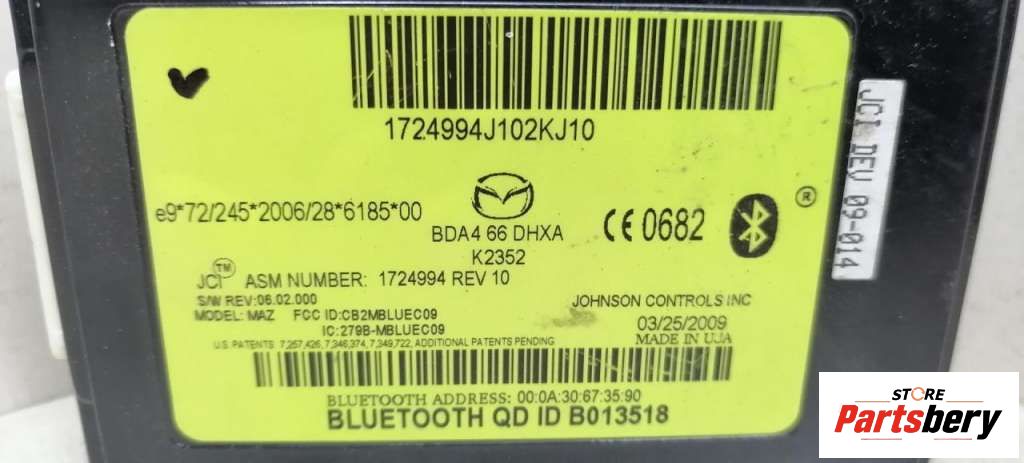 1724994J102KJ10
e9*72/245*2006/28*6185*00
BDA4 66 DHXA
K2352
CE 0682
®
JCI™ ASM NUMBER: 1724994 REV 10
S/W REV:06.02.000
MODEL: MAZ FCC ID:CB2MBLUEC09
IC:279B-MBLUEC09
JOHNSON CONTROLS INC
03/25/2009
MADE IN U.S.A
U.S. PATENTS 7,257,426, 7,346,374, 7,349,722, ADDITIONAL PATENTS PENDING
BLUETOOTH ADDRESS: 00:0A:30:67:35:90
BLUETOOTH QD ID B013518
JCI DEV 09-014
STORE
Partsbery